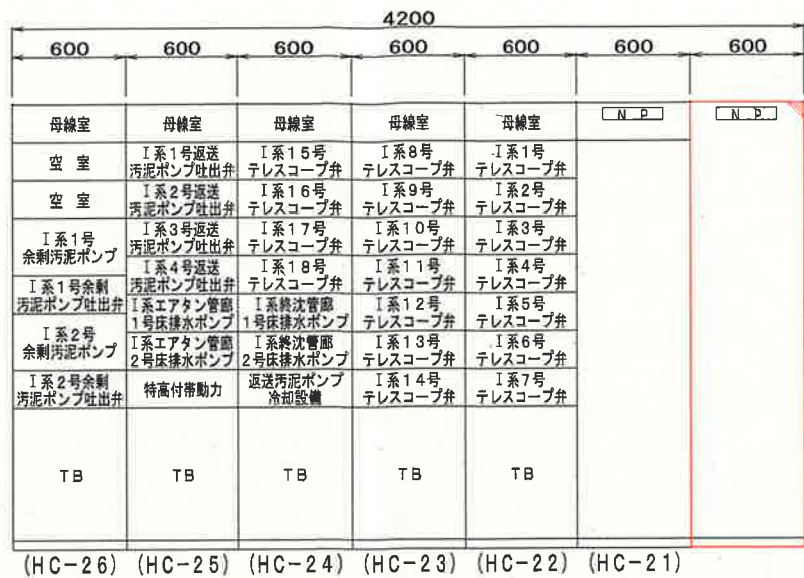 4200
600 600 600 600 600 600 600
母線室 母線室 母線室 母線室 母線室 N P N P
空 室
Ⅰ系1号返送
汚泥ポンプ吐出弁
Ⅰ系15号
テレスコープ弁
Ⅰ系8号
テレスコープ弁
Ⅰ系1号
テレスコープ弁
空 室
Ⅰ系2号返送
汚泥ポンプ吐出弁
Ⅰ系16号
テレスコープ弁
Ⅰ系9号
テレスコープ弁
Ⅰ系2号
テレスコープ弁
Ⅰ系1号
余剰汚泥ポンプ
Ⅰ系3号返送
汚泥ポンプ吐出弁
Ⅰ系17号
テレスコープ弁
Ⅰ系10号
テレスコープ弁
Ⅰ系3号
テレスコープ弁
Ⅰ系1号余剰
汚泥ポンプ吐出弁
Ⅰ系4号返送
汚泥ポンプ吐出弁
Ⅰ系18号
テレスコープ弁
Ⅰ系11号
テレスコープ弁
Ⅰ系4号
テレスコープ弁
Ⅰ系2号
余剰汚泥ポンプ
Ⅰ系エアタン管廊
1号床排水ポンプ
Ⅰ系終沈管廊
1号床排水ポンプ
Ⅰ系12号
テレスコープ弁
Ⅰ系5号
テレスコープ弁
Ⅰ系エアタン管廊
2号床排水ポンプ
Ⅰ系終沈管廊
2号床排水ポンプ
Ⅰ系13号
テレスコープ弁
Ⅰ系6号
テレスコープ弁
Ⅰ系2号余剰
汚泥ポンプ吐出弁
特高付帯動力
返送汚泥ポンプ
冷却設備
Ⅰ系14号
テレスコープ弁
Ⅰ系7号
テレスコープ弁
TB TB TB TB TB
(HC-26) (HC-25) (HC-24) (HC-23) (HC-22) (HC-21)